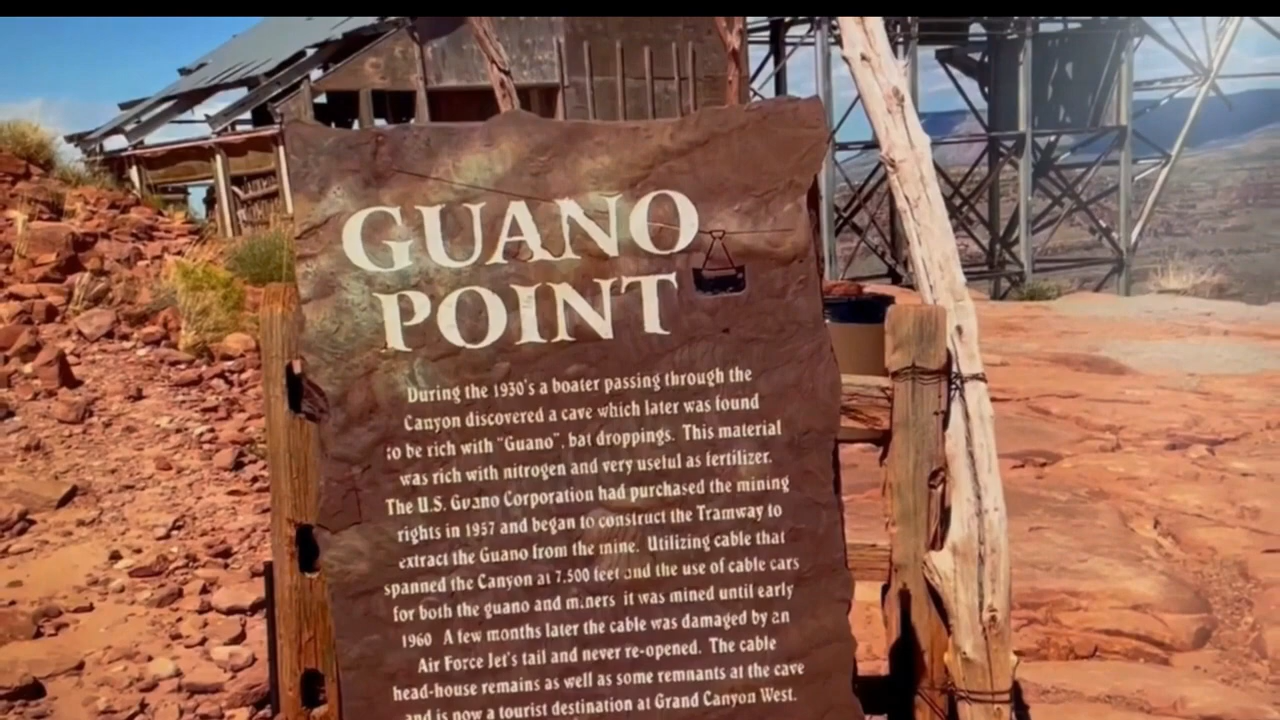 GUANO
POINT
During the 1930's a boater passing through the
Canyon discovered a cave which later was found
to be rich with "Guano", bat droppings. This material
was rich with nitrogen and very useful as fertilizer.
The U.S. Guano Corporation had purchased the mining
rights in 1957 and began to construct the Tramway to
extract the Guano from the mine. Utilizing cable that
spanned the Canyon at 7,500 feet and the use of cable cars
for both the guano and miners it was mined until early
1960 A few months later the cable was damaged by an
Air Force Jet's tail and never re-opened. The cable
head-house remains as well as some remnants at the cave
and is now a tourist destination at Grand Canyon West.